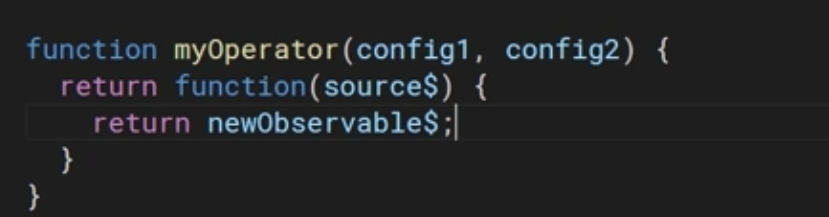 function myOperator(config1, config2) {
  return function(source$) {
    return newObservable$;
  }
}